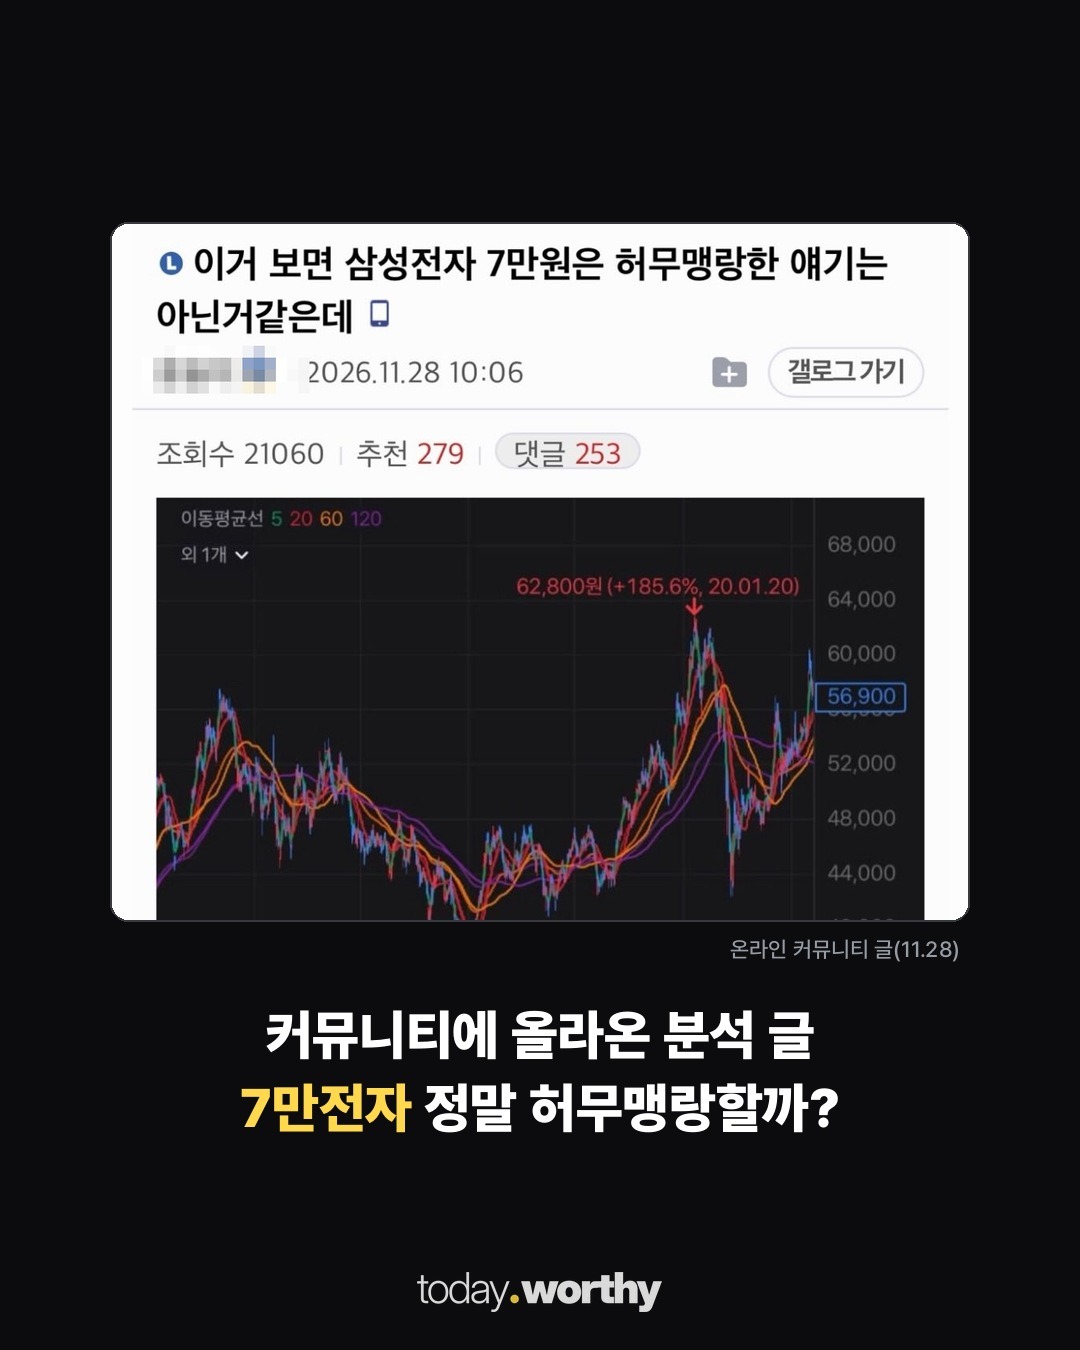 이거 보면 삼성전자 7만원은 허무맹랑한 얘기는
아닌거같은데
2026.11.28 10:06
갤로그 가기
조회수 21060
추천 279
댓글 253
이동평균선 5 20 60 120
외 1개
62,800원 (+185.6%, 20.01.20)
68,000
64,000
60,000
56,900
52,000
48,000
44,000
온라인 커뮤니티 글(11.28)
커뮤니티에 올라온 분석 글
7만전자 정말 허무맹랑할까?
today.worthy